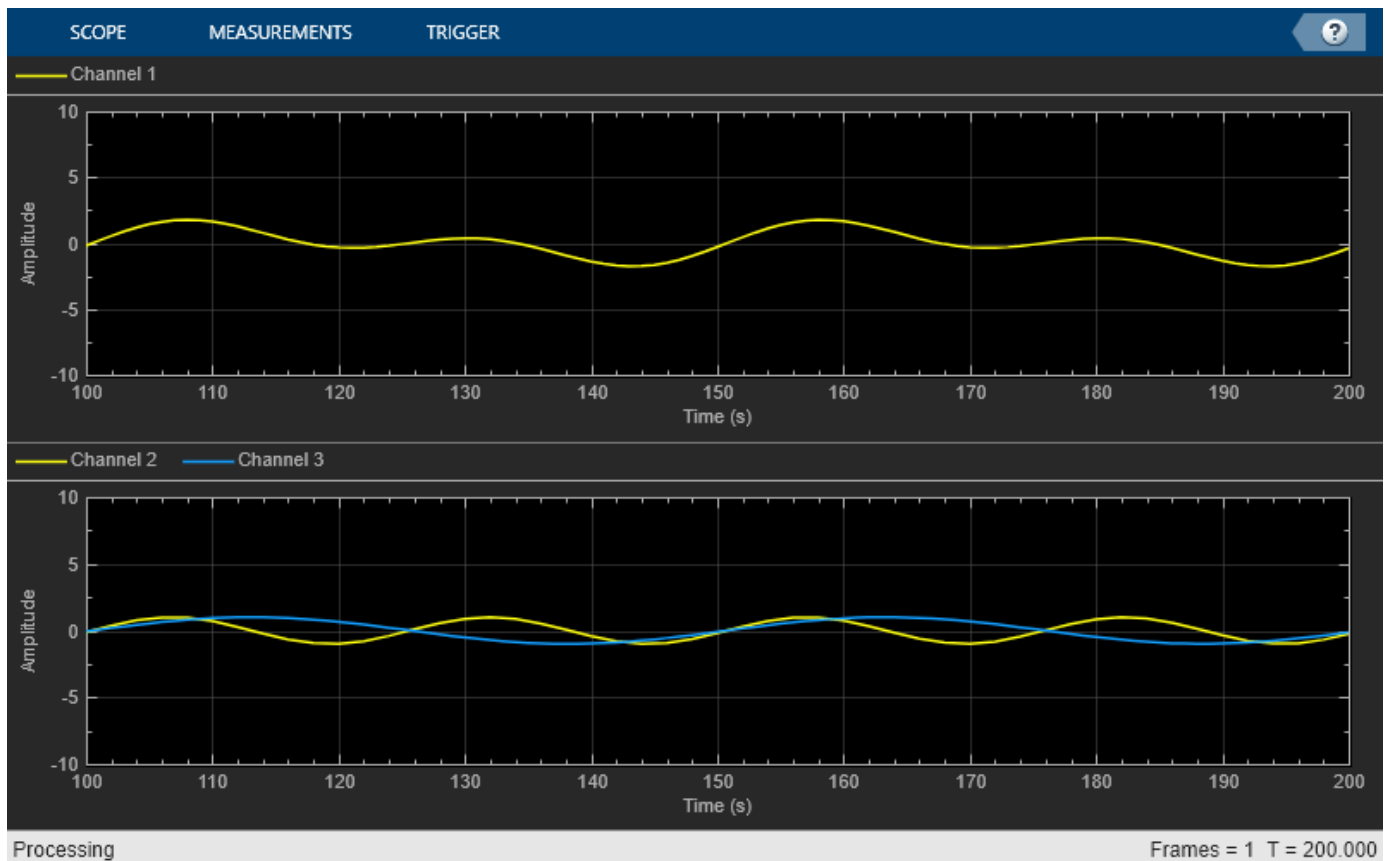 SCOPE MEASUREMENTS TRIGGER ?
Channel 1
10
5
0
-5
-10
Amplitude
100 110 120 130 140 150 160 170 180 190 200
Time (s)
Channel 2 Channel 3
10
5
0
-5
-10
Amplitude
100 110 120 130 140 150 160 170 180 190 200
Time (s)
Processing Frames = 1 T = 200.000